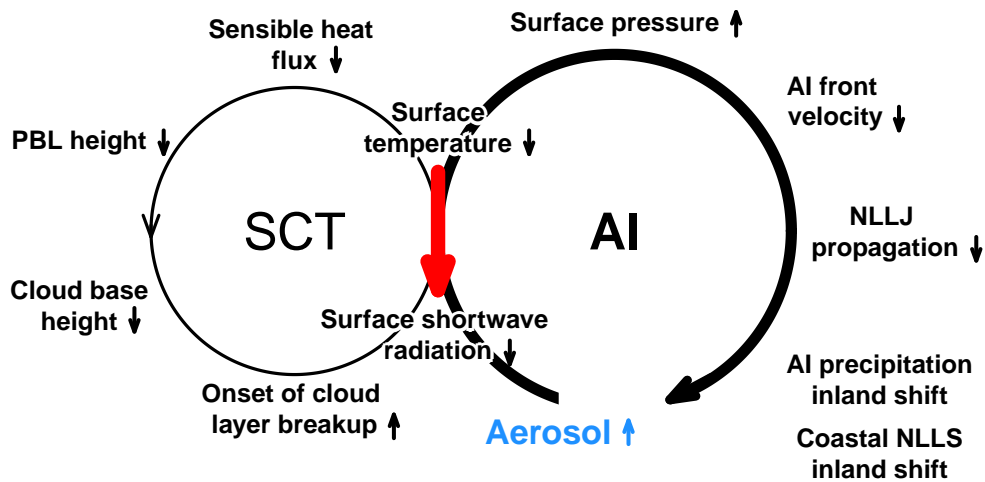 Surface pressure
Sensible heat
flux
AI front
velocity
Surface
temperature
PBL height
SCT
AI
NLLJ
propagation
Cloud base
height
Surface shortwave
radiation
AI precipitation
inland shift
Onset of cloud
layer breakup
Aerosol
Coastal NLLS
inland shift